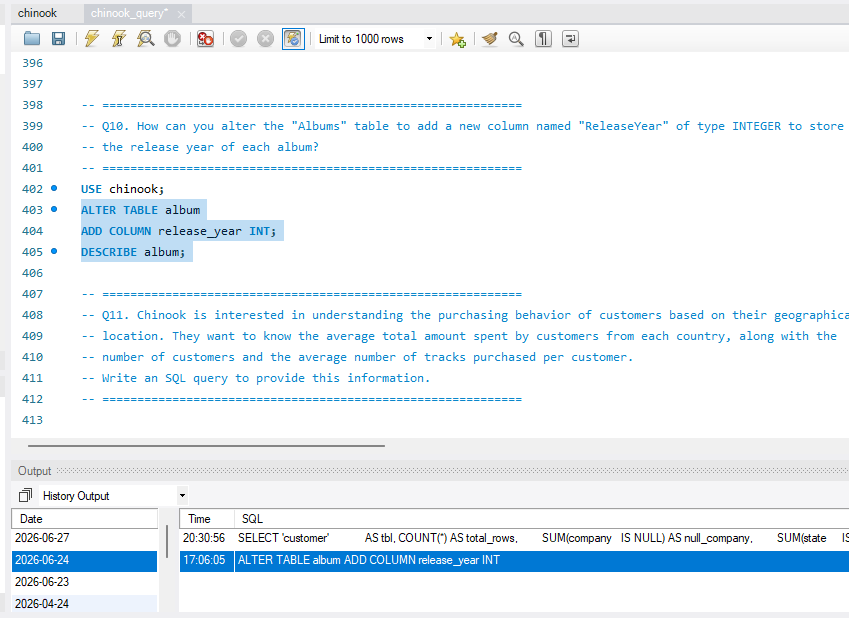 chinook
chinook_query*
Limit to 1000 rows
396
397
398 -- ============================================================
399 -- Q10. How can you alter the "Albums" table to add a new column named "ReleaseYear" of type INTEGER to store
400 -- the release year of each album?
401 -- ============================================================
402 USE chinook;
403 ALTER TABLE album
404 ADD COLUMN release_year INT;
405 DESCRIBE album;
406
407 -- ============================================================
408 -- Q11. Chinook is interested in understanding the purchasing behavior of customers based on their geographica
409 -- location. They want to know the average total amount spent by customers from each country, along with the
410 -- number of customers and the average number of tracks purchased per customer.
411 -- Write an SQL query to provide this information.
412 -- ============================================================
413
Output
History Output
Date Time SQL
2026-06-27 20:30:56 SELECT 'customer' AS tbl, COUNT(*) AS total_rows, SUM(company IS NULL) AS null_company, SUM(state IS
2026-06-24 17:06:05 ALTER TABLE album ADD COLUMN release_year INT
2026-06-23
2026-04-24